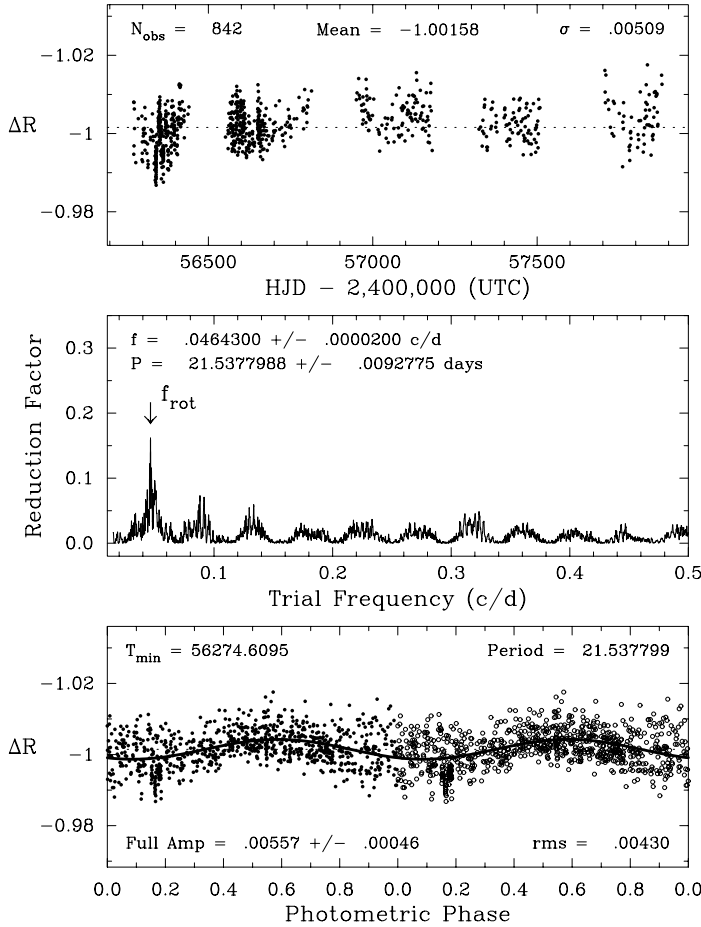 N_obs = 842 Mean = −1.00158 σ = .00509
−1.02
−1
−0.98
ΔR
56500 57000 57500
HJD − 2,400,000 (UTC)
f = .0464300 +/− .0000200 c/d
P = 21.5377988 +/− .0092775 days
f_rot
0.3
0.2
0.1
0.0
Reduction Factor
0.1 0.2 0.3 0.4 0.5
Trial Frequency (c/d)
T_min = 56274.6095 Period = 21.537799
−1.02
−1
−0.98
ΔR
Full Amp = .00557 +/− .00046 rms = .00430
0.0 0.2 0.4 0.6 0.8 0.0 0.2 0.4 0.6 0.8 0.0
Photometric Phase